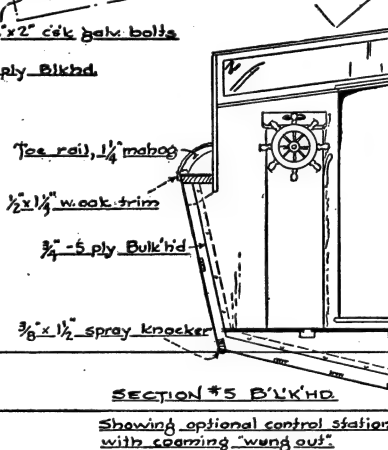 "x2" c'sk galv. bolts
ply Blkhd.
Toe rail, 1¼" mahog
½"x1¼" w. oak trim
¾"-5 ply Bulk'h'd
⅜"x1½" spray knocker
SECTION #5 B'L'K'HD.
Showing optional control station
with coaming "wung out".